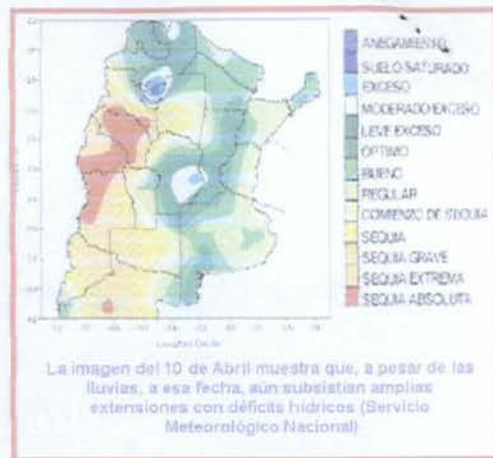 ANEGAMIENTO
SUELO SATURADO
EXCESO
MODERADO EXCESO
LEVE EXCESO
OPTIMO
BUENO
REGULAR
COMIENZO DE SEQUIA
SEQUIA
SEQUIA GRAVE
SEQUIA EXTREMA
SEQUIA ABSOLUTA
La imagen del 10 de Abril muestra que, a pesar de las
lluvias, a esa fecha, aún subsistían amplias
extensiones con déficits hídricos (Servicio
Meteorológico Nacional)